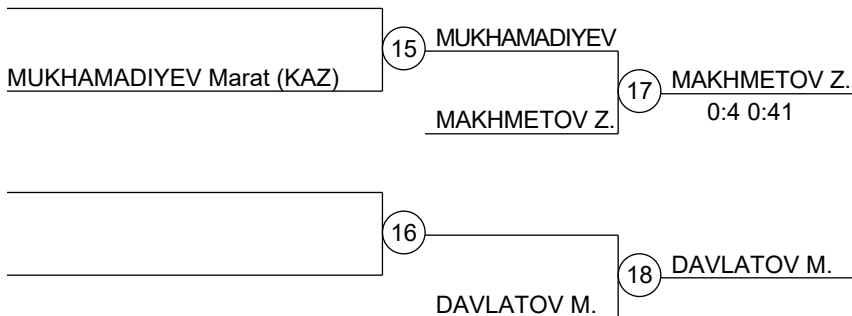 15
MUKHAMADIYEV
MUKHAMADIYEV Marat (KAZ)
17
MAKHMETOV Z.
0:4 0:41
MAKHMETOV Z.
16
18
DAVLATOV M.
DAVLATOV M.